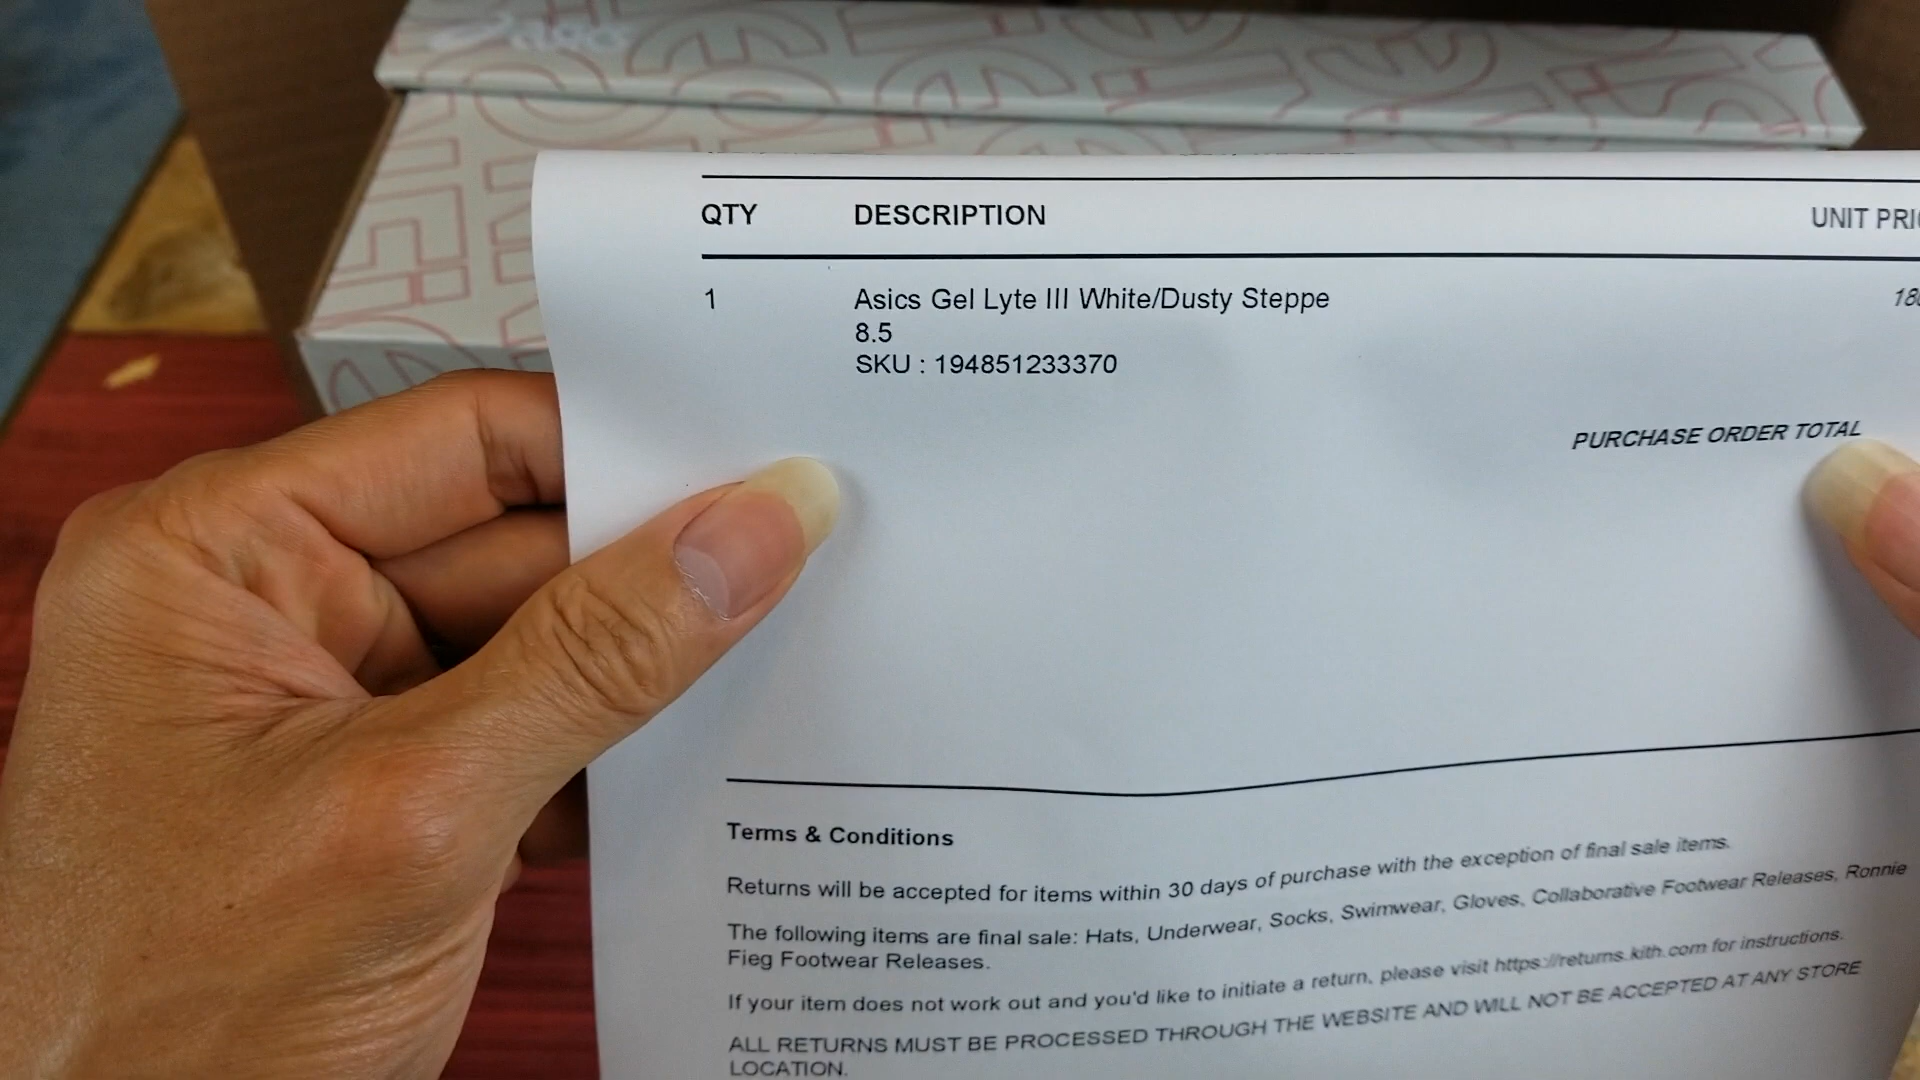 QTY DESCRIPTION UNIT
1 Asics Gel Lyte III White/Dusty Steppe
8.5
SKU : 194851233370
PURCHASE ORDER TOTAL
Terms & Conditions
Returns will be accepted for items within 30 days of purchase with the exception of final sale items.
The following items are final sale: Hats, Underwear, Socks, Swimwear, Gloves, Collaborative Footwear Releases, Ronnie
Fieg Footwear Releases.
If your item does not work out and you'd like to initiate a return, please visit https://returns.kith.com for instructions.
ALL RETURNS MUST BE PROCESSED THROUGH THE WEBSITE AND WILL NOT BE ACCEPTED AT ANY STORE
LOCATION.